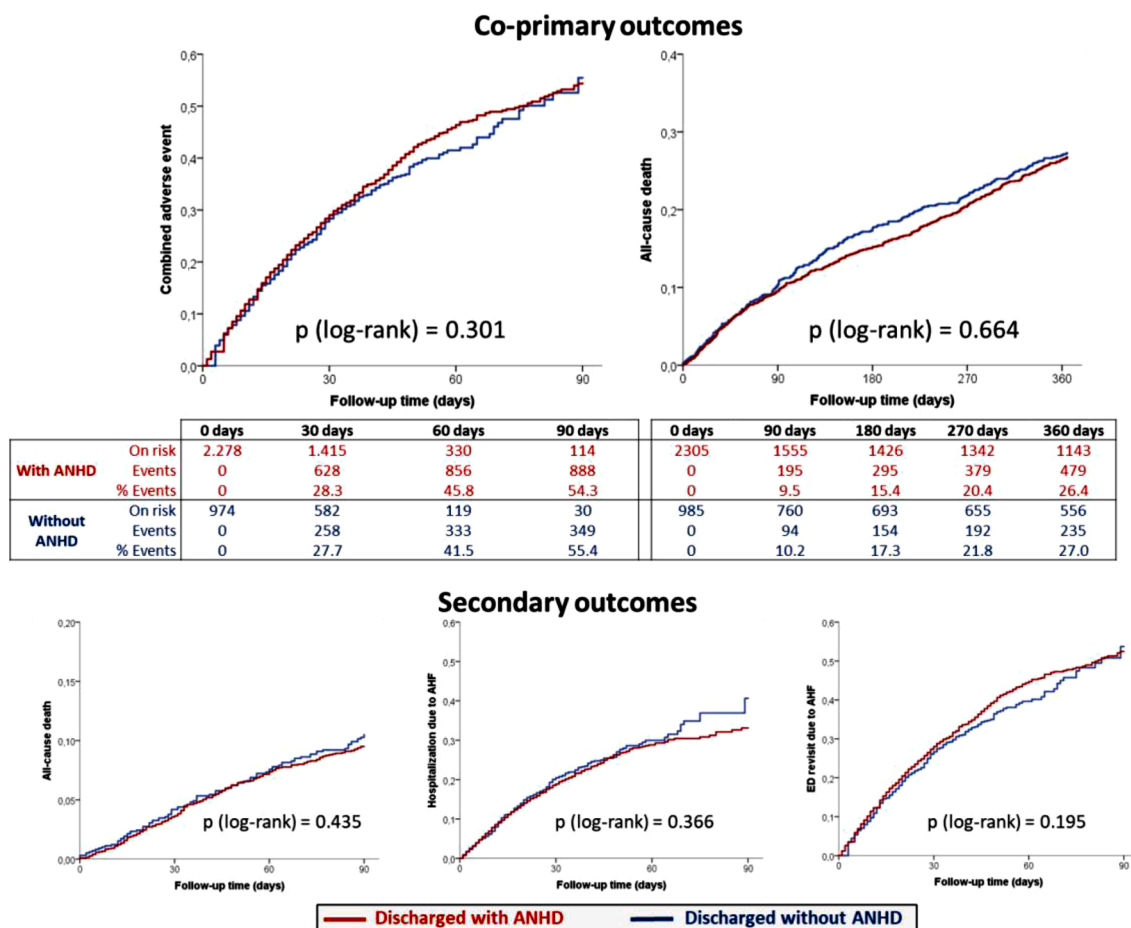 Co-primary outcomes
0,6
0,5
0,4
0,3
0,2
0,1
0,0
Combined adverse event
p (log-rank) = 0.301
0 30 60 90
Follow-up time (days)
0,4
0,3
0,2
0,1
0,0
All-cause death
p (log-rank) = 0.664
0 90 180 270 360
Follow-up time (days)
0 days 30 days 60 days 90 days 0 days 90 days 180 days 270 days 360 days
With ANHD
On risk 2.278 1.415 330 114 2305 1555 1426 1342 1143
Events 0 628 856 888 0 195 295 379 479
% Events 0 28.3 45.8 54.3 0 9.5 15.4 20.4 26.4
Without
ANHD
On risk 974 582 119 30 985 760 693 655 556
Events 0 258 333 349 0 94 154 192 235
% Events 0 27.7 41.5 55.4 0 10.2 17.3 21.8 27.0
Secondary outcomes
0,20
0,15
0,10
0,05
0,00
All-cause death
p (log-rank) = 0.435
0 30 60 90
Follow-up time (days)
0,6
0,5
0,4
0,3
0,2
0,1
0,0
Hospitalization due to AHF
p (log-rank) = 0.366
0 30 60 90
Follow-up time (days)
0,6
0,5
0,4
0,3
0,2
0,1
0,0
ED revisit due to AHF
p (log-rank) = 0.195
0 30 60 90
Follow-up time (days)
Discharged with ANHD Discharged without ANHD